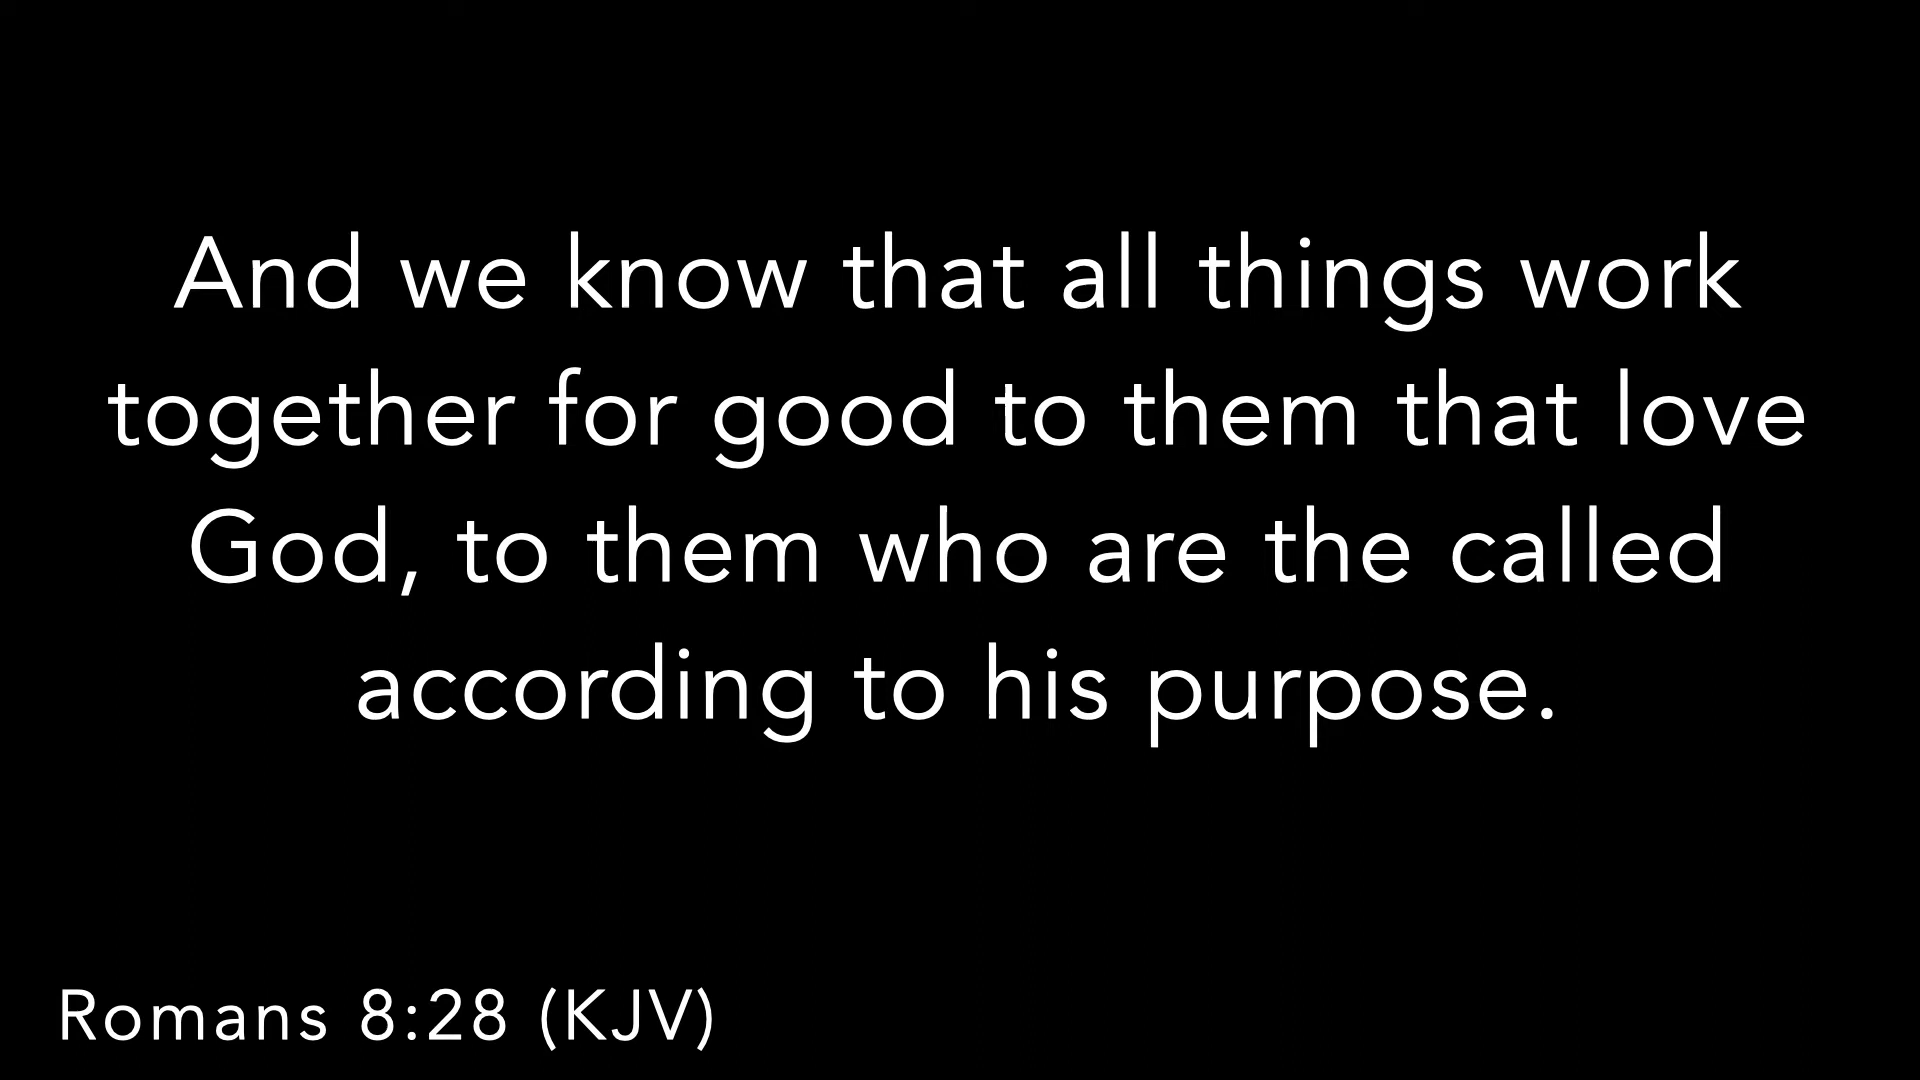 And we know that all things work
together for good to them that love
God, to them who are the called
according to his purpose.
Romans 8:28 (KJV)